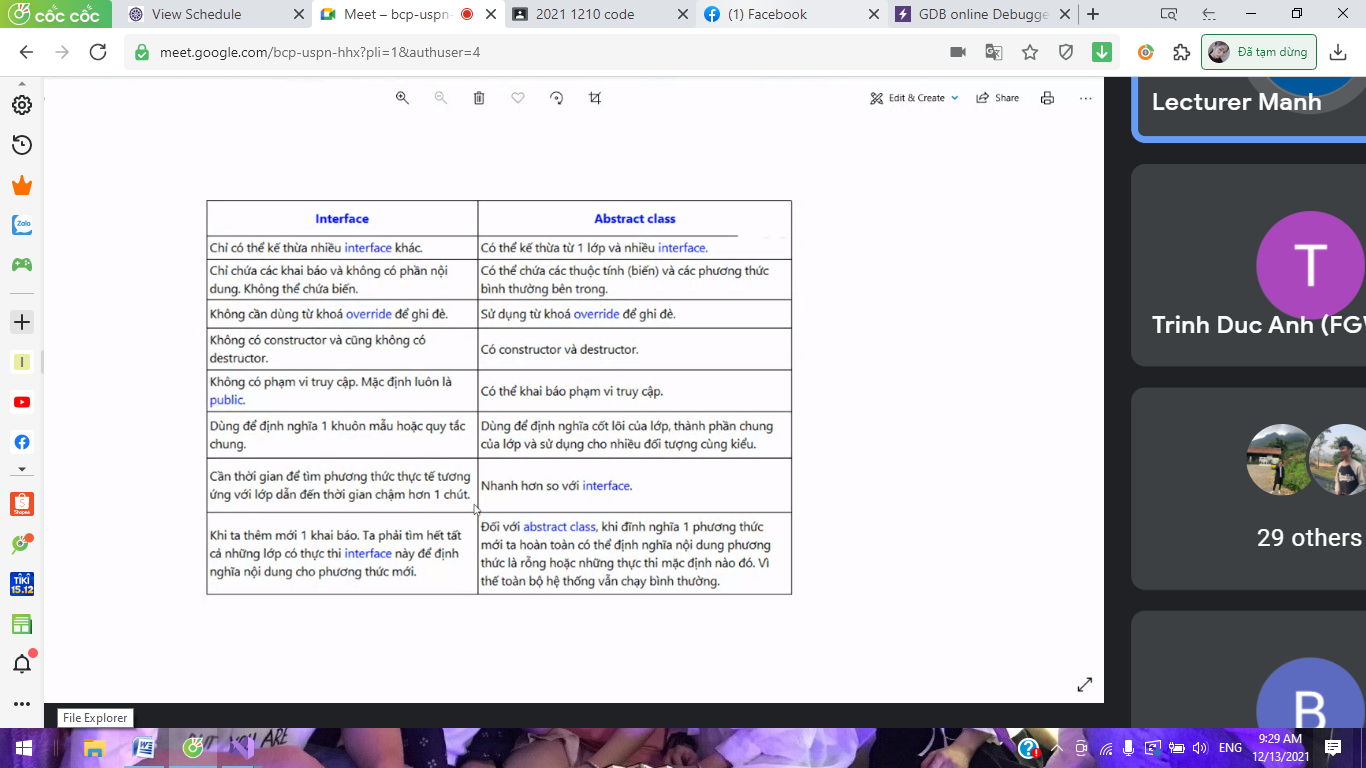 cốc cốc
View Schedule
Meet – bcp-uspn-
2021 1210 code
(1) Facebook
GDB online Debugge
meet.google.com/bcp-uspn-hhx?pli=1&authuser=4
Đã tạm dừng
Edit & Create
Share
Interface
Abstract class
Chỉ có thể kế thừa nhiều interface khác.
Có thể kế thừa từ 1 lớp và nhiều interface.
Chỉ chứa các khai báo và không có phần nội
dung. Không thể chứa biến.
Có thể chứa các thuộc tính (biến) và các phương thức
bình thường bên trong.
Không cần dùng từ khoá override để ghi đè.
Sử dụng từ khoá override để ghi đè.
Không có constructor và cũng không có
destructor.
Có constructor và destructor.
Không có phạm vi truy cập. Mặc định luôn là
public.
Có thể khai báo phạm vi truy cập.
Dùng để định nghĩa 1 khuôn mẫu hoặc quy tắc
chung.
Dùng để định nghĩa cốt lõi của lớp, thành phần chung
của lớp và sử dụng cho nhiều đối tượng cùng kiểu.
Cần thời gian để tìm phương thức thực tế tương
ứng với lớp dẫn đến thời gian chậm hơn 1 chút.
Nhanh hơn so với interface.
Khi ta thêm mới 1 khai báo. Ta phải tìm hết tất
cả những lớp có thực thi interface này để định
nghĩa nội dung cho phương thức mới.
Đối với abstract class, khi đĩnh nghĩa 1 phương thức
mới ta hoàn toàn có thể định nghĩa nội dung phương
thức là rỗng hoặc những thực thi mặc định nào đó. Vì
thế toàn bộ hệ thống vẫn chạy bình thường.
Lecturer Manh
T
Trinh Duc Anh (FGW
29 others
B
Zalo
I
Shopee
TIKI
15.12
File Explorer
BUT YOU ARE
ENG
9:29 AM
12/13/2021